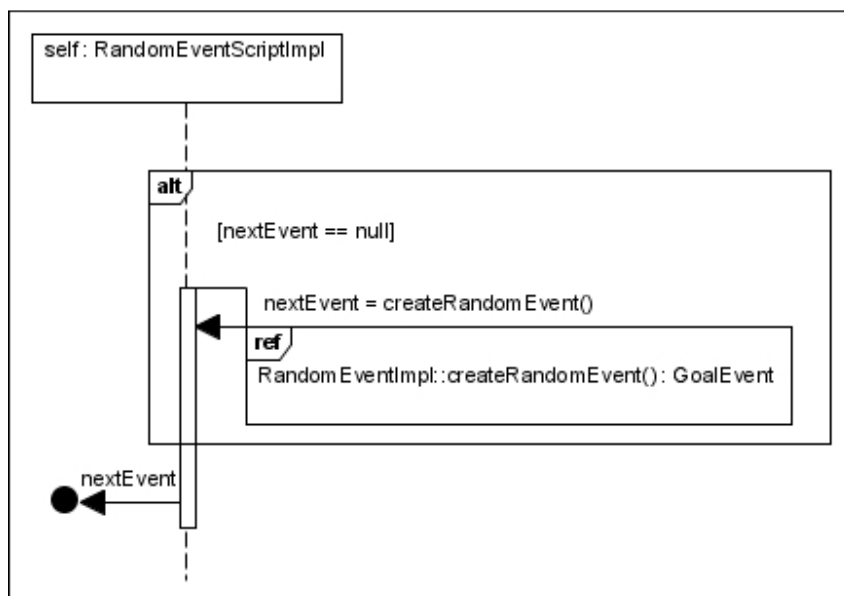 self: RandomEventScriptImpl
alt
[nextEvent == null]
nextEvent = createRandomEvent()
ref
RandomEventImpl::createRandomEvent(): GoalEvent
nextEvent